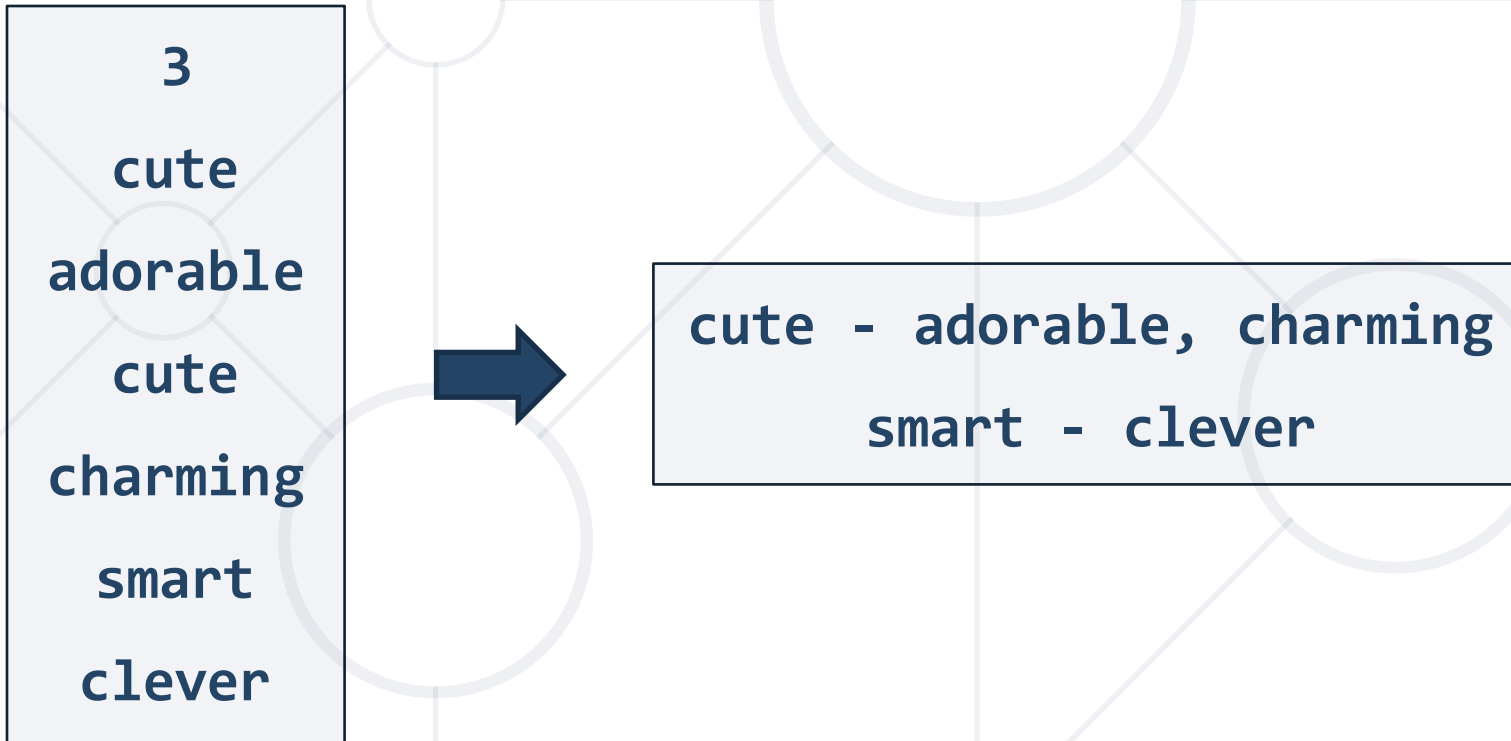 3
cute
adorable
cute
charming
smart
clever
cute - adorable, charming
smart - clever